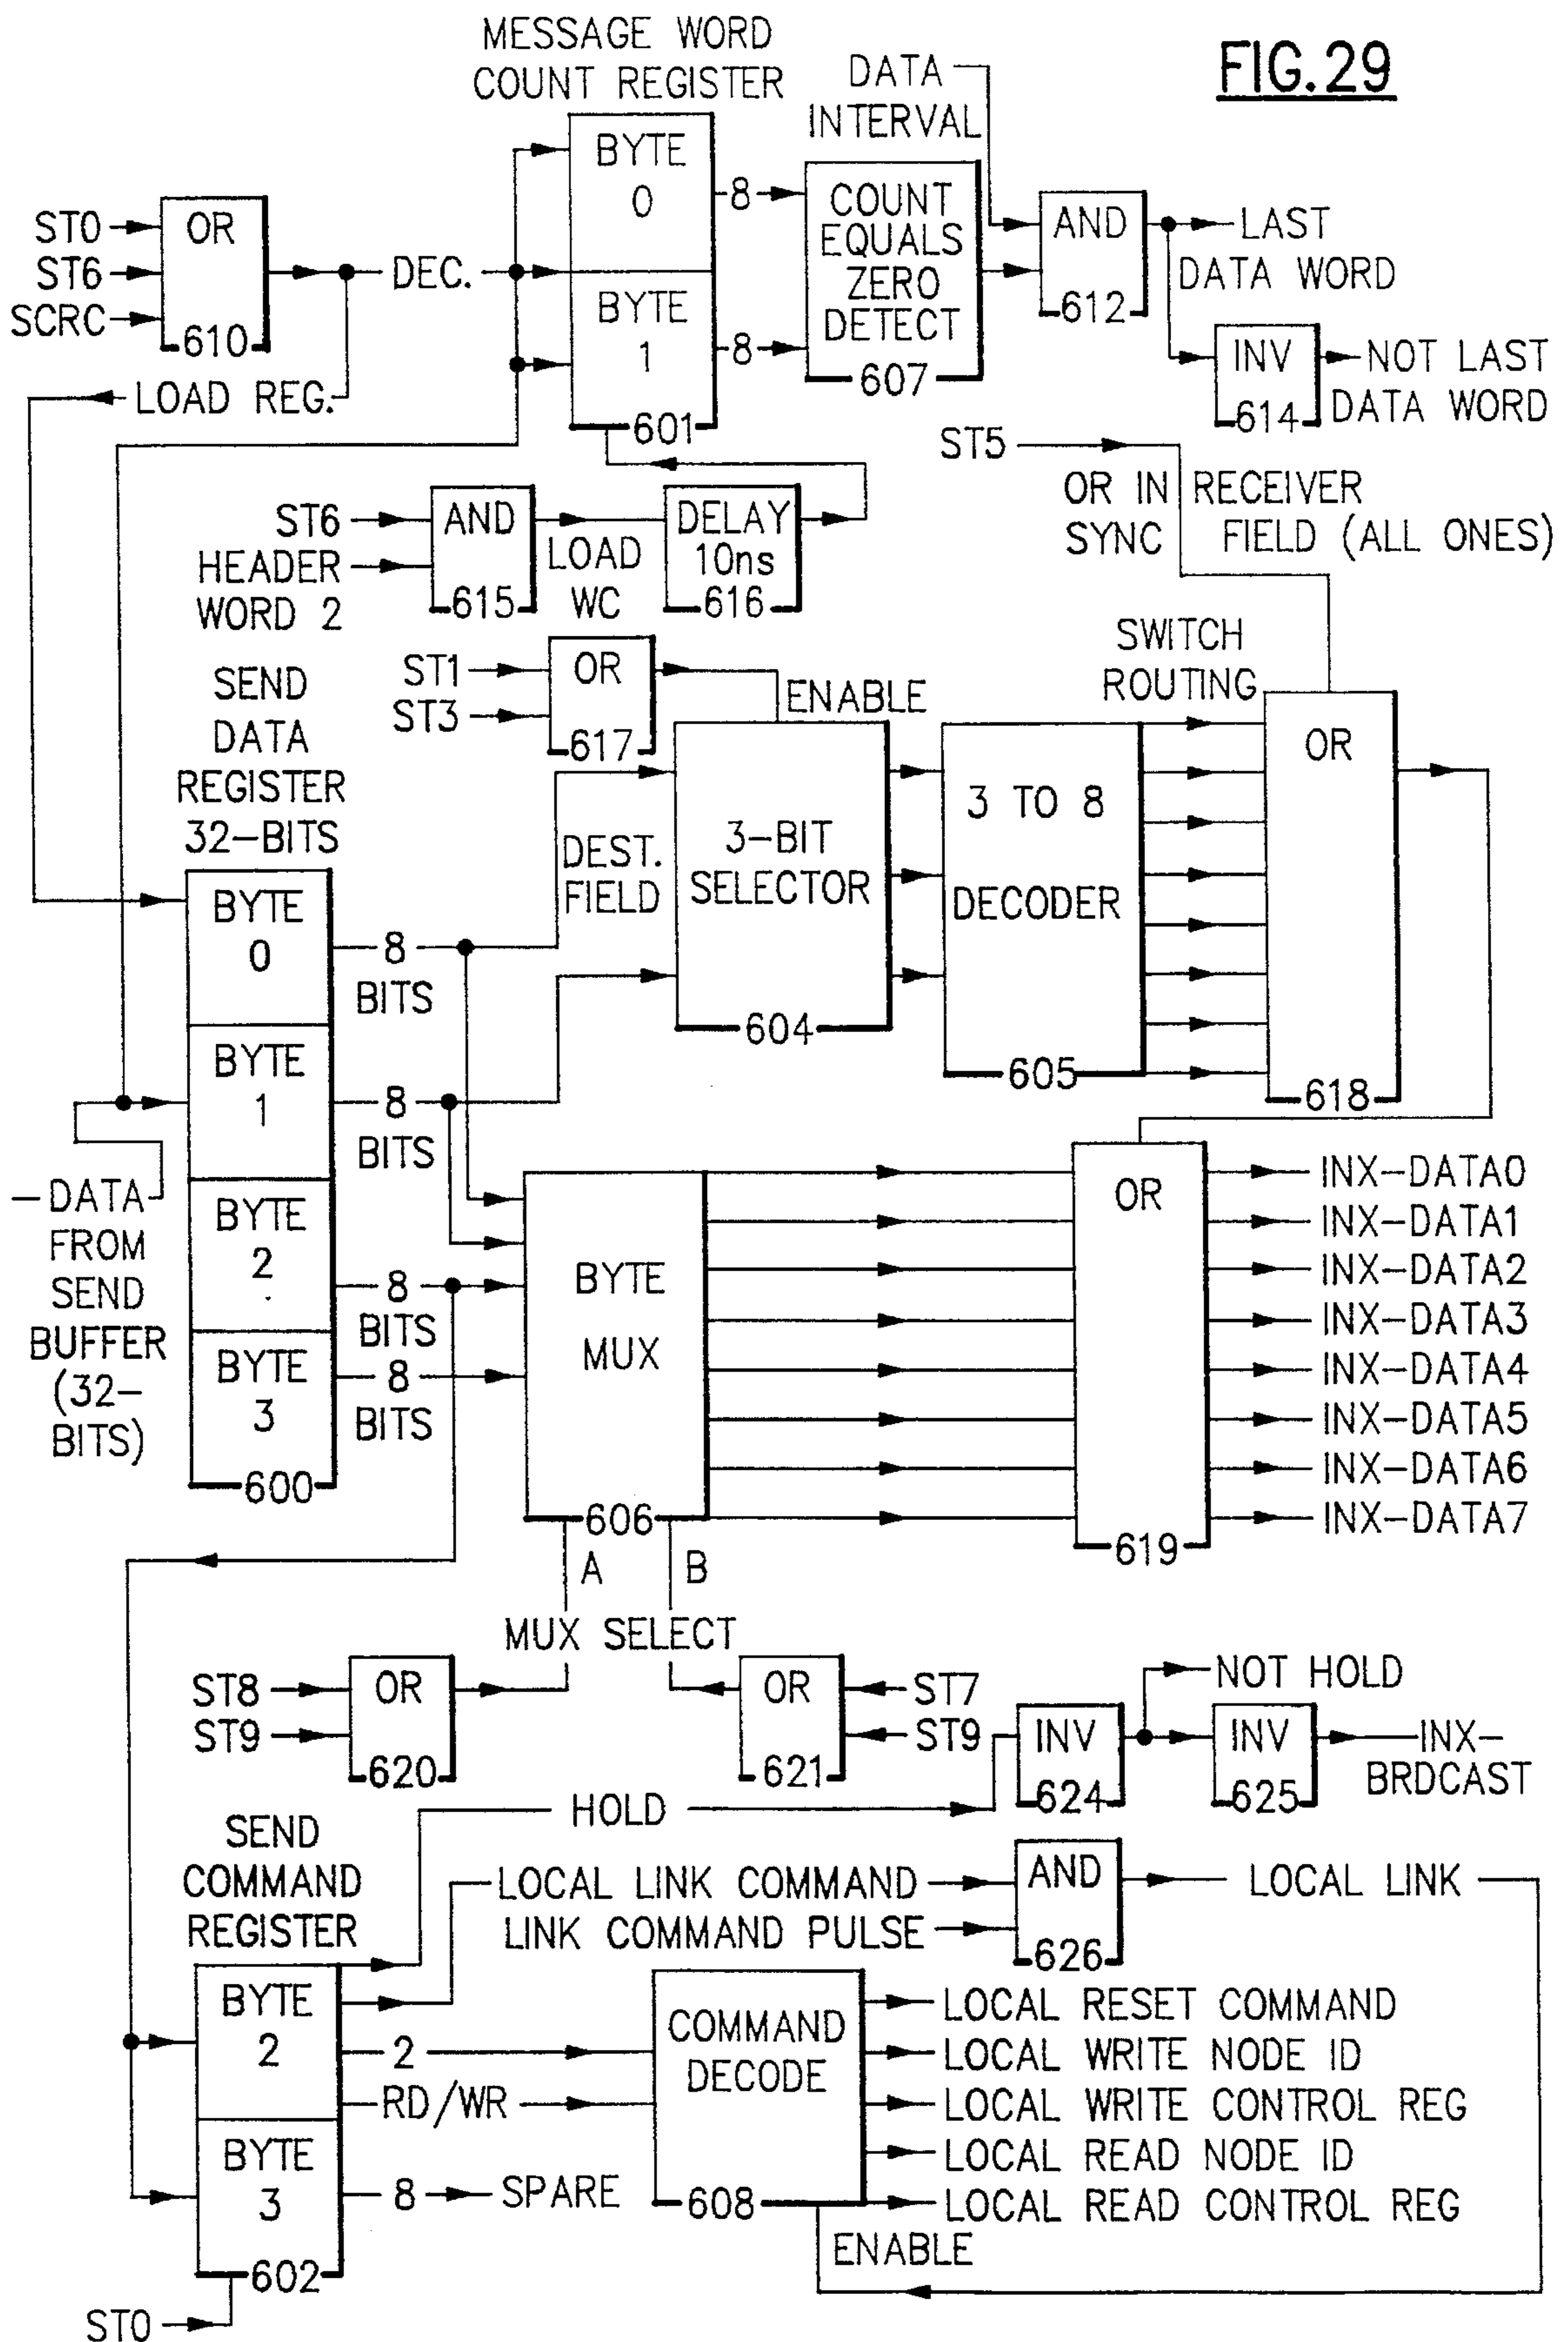 FIG.29
MESSAGE WORD
COUNT REGISTER
DATA
INTERVAL
BYTE
0
BYTE
1
601
8
8
COUNT
EQUALS
ZERO
DETECT
607
AND
612
LAST
DATA WORD
INV
614
NOT LAST
DATA WORD
ST0
ST6
SCRC
OR
610
DEC.
LOAD REG.
ST5
OR IN RECEIVER
SYNC FIELD (ALL ONES)
ST6
HEADER
WORD 2
AND
615
LOAD
WC
DELAY
10ns
616
ST1
ST3
OR
617
ENABLE
SWITCH
ROUTING
SEND
DATA
REGISTER
32-BITS
DEST.
FIELD
3-BIT
SELECTOR
604
3 TO 8
DECODER
605
OR
618
BYTE
0
8
BITS
BYTE
1
8
BITS
BYTE
2
8
BITS
BYTE
3
8
BITS
600
-DATA
FROM
SEND
BUFFER
(32-
BITS)
BYTE
MUX
606
OR
619
INX-DATA0
INX-DATA1
INX-DATA2
INX-DATA3
INX-DATA4
INX-DATA5
INX-DATA6
INX-DATA7
A
B
MUX SELECT
ST8
ST9
OR
620
OR
621
ST7
ST9
INV
624
NOT HOLD
INV
625
INX-
BRDCAST
HOLD
SEND
COMMAND
REGISTER
LOCAL LINK COMMAND
LINK COMMAND PULSE
AND
626
LOCAL LINK
BYTE
2
2
RD/WR
BYTE
3
8
SPARE
602
ST0
COMMAND
DECODE
608
ENABLE
LOCAL RESET COMMAND
LOCAL WRITE NODE ID
LOCAL WRITE CONTROL REG
LOCAL READ NODE ID
LOCAL READ CONTROL REG